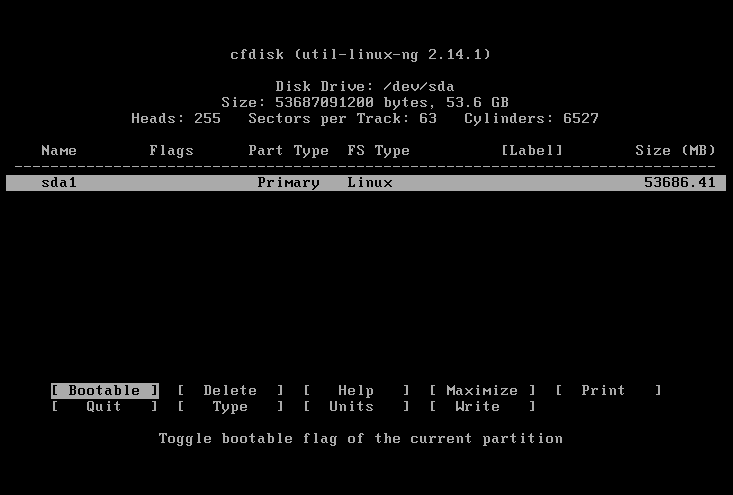 cfdisk (util-linux-ng 2.14.1)
Disk Drive: /dev/sda
Size: 53687091200 bytes, 53.6 GB
Heads: 255   Sectors per Track: 63   Cylinders: 6527
Name        Flags      Part Type  FS Type          [Label]        Size (MB)
------------------------------------------------------------------------------
sda1                    Primary   Linux                            53686.41
[ Bootable ]  [  Delete  ]  [   Help   ]  [ Maximize ]  [  Print   ]
[   Quit   ]  [   Type   ]  [  Units   ]  [  Write   ]
Toggle bootable flag of the current partition